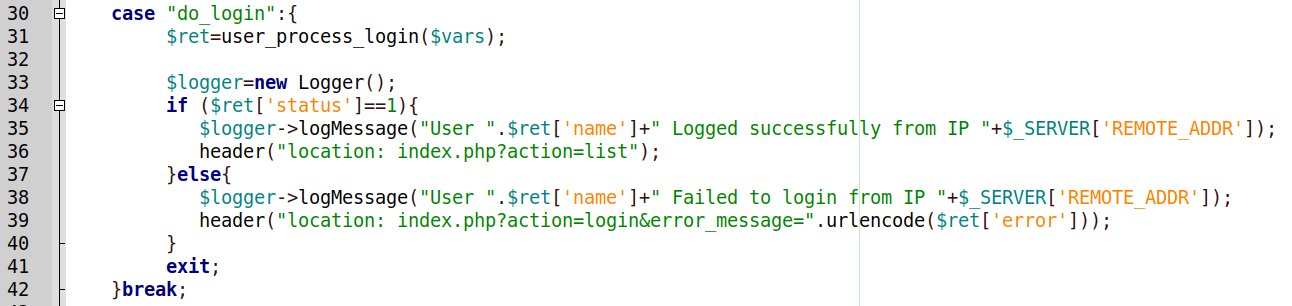 30 case "do_login":{
31 $ret=user_process_login($vars);
32
33 $logger=new Logger();
34 if ($ret['status']==1){
35 $logger->logMessage("User ".$ret['name']+" Logged successfully from IP "+$_SERVER['REMOTE_ADDR']);
36 header("location: index.php?action=list");
37 }else{
38 $logger->logMessage("User ".$ret['name']+" Failed to login from IP "+$_SERVER['REMOTE_ADDR']);
39 header("location: index.php?action=login&error_message=".urlencode($ret['error']));
40 }
41 exit;
42 }break;